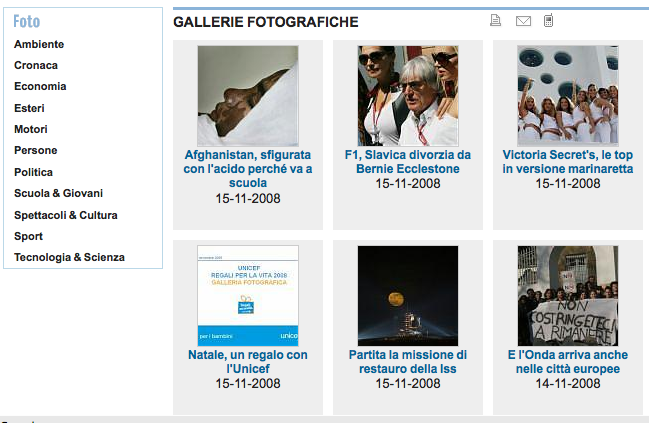 Foto
Ambiente
Cronaca
Economia
Esteri
Motori
Persone
Politica
Scuola & Giovani
Spettacoli & Cultura
Sport
Tecnologia & Scienza
GALLERIE FOTOGRAFICHE
Afghanistan, sfigurata
con l'acido perché va a
scuola
15-11-2008
F1, Slavica divorzia da
Bernie Ecclestone
15-11-2008
Victoria Secret's, le top
in versione marinaretta
15-11-2008
UNICEF
REGALI PER LA VITA 2008
GALLERIA FOTOGRAFICA
per i bambini
unice
Natale, un regalo con
l'Unicef
15-11-2008
Partita la missione di
restauro della Iss
15-11-2008
NON
COSTRINGETECI
A RIMANERE
E l'Onda arriva anche
nelle città europee
14-11-2008